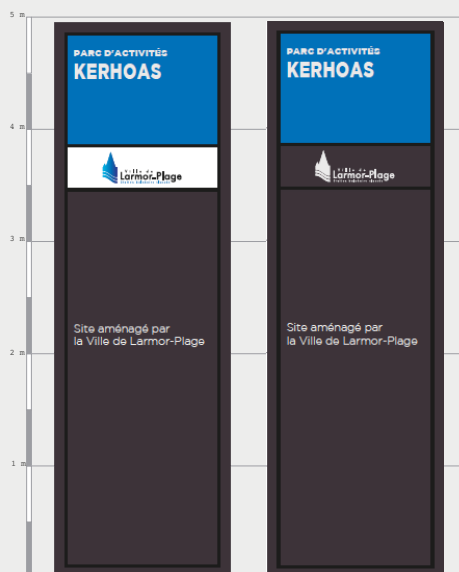 5 m
4 m
3 m
2 m
1 m
PARC D'ACTIVITÉS
KERHOAS
Ville de
Larmor-Plage
Site aménagé par
la Ville de Larmor-Plage
PARC D'ACTIVITÉS
KERHOAS
Ville de
Larmor-Plage
Site aménagé par
la Ville de Larmor-Plage